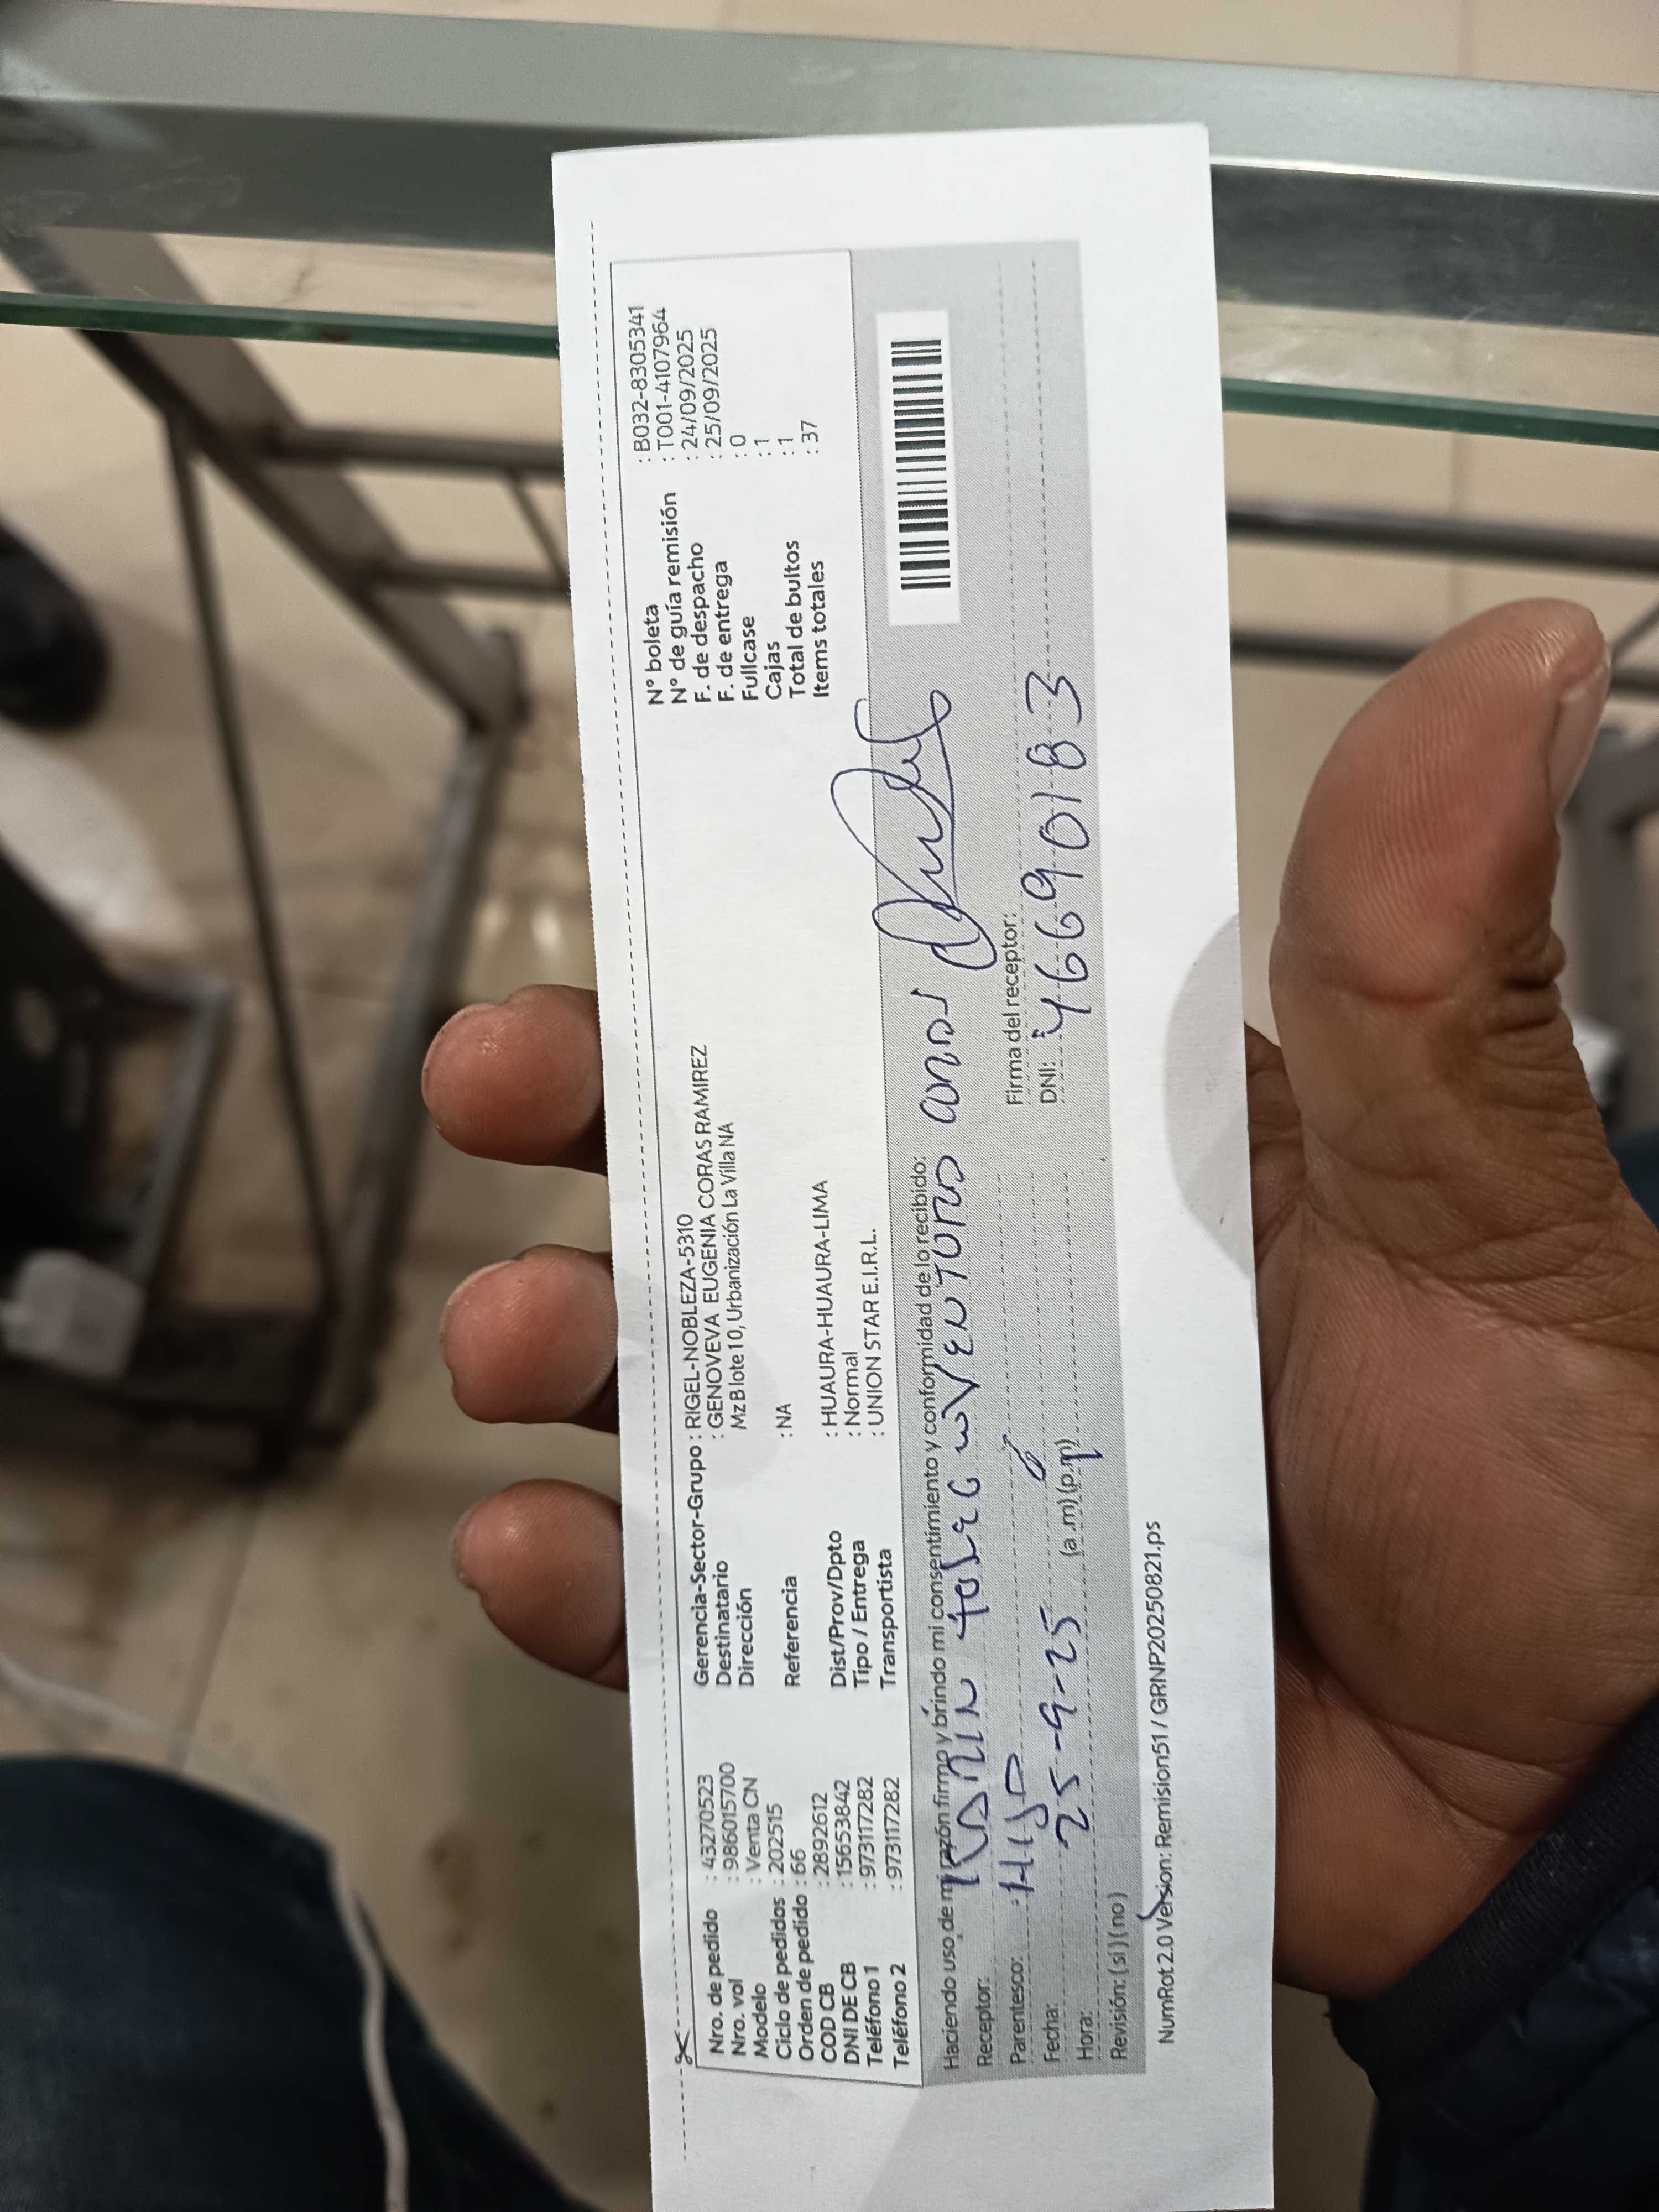 Nro. de pedido : 43270523
Nro. vol : 986015700
Modelo : Venta CN
Ciclo de pedidos : 202515
Orden de pedido : 66
COD CB : 2892612
DNI DE CB : 156538842
Teléfono 1 : 973117282
Teléfono 2 : 973117282
Gerencia-Sector-Grupo : RIGEL-NOBLEZA-5310
Destinatario : GENOVEVA EUGENIA CORAS RAMIREZ
Dirección Mz B lote 10, Urbanización La Villa NA
Referencia : NA
Dist/Prov/Dpto : HUAURA-HUAURA-LIMA
Tipo / Entrega : Normal
Transportista : UNION STAR E.I.R.L.
N° boleta : B032-8305341
N° de guía remisión : T001-4107964
F. de despacho : 24/09/2025
F. de entrega : 25/09/2025
Fullcase : 0
Cajas : 1
Total de bultos : 1
Items totales : 37
Haciendo uso de mi razón firmo y brindo mi consentimiento y conformidad de lo recibido:
Receptor:
Parentesco: HIJO
Firma del receptor:
Fecha: 25-9-25
DNI: 46690183
Hora: (a.m) (p.m)
Revisión: (si) (no)
NumRot 2.0 Version: Remision51 / GRNP20250821.ps